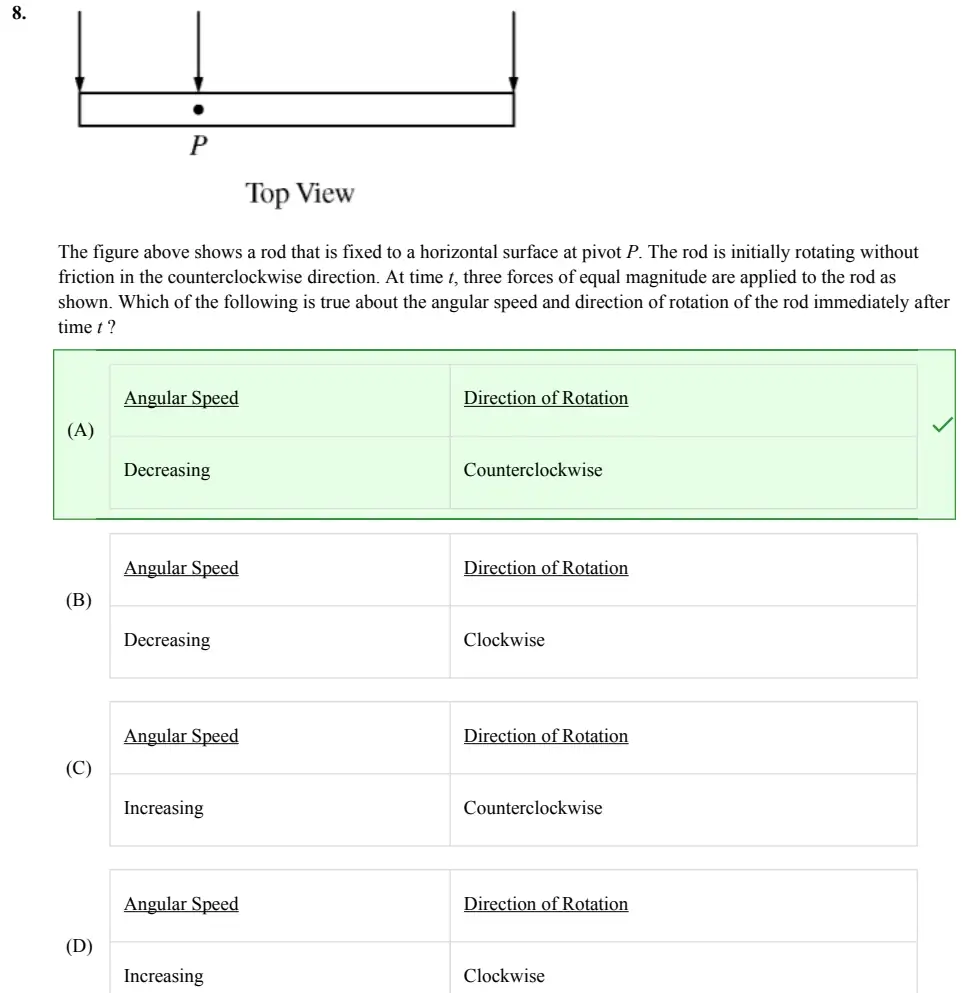 8.
P
Top View
The figure above shows a rod that is fixed to a horizontal surface at pivot P. The rod is initially rotating without
friction in the counterclockwise direction. At time t, three forces of equal magnitude are applied to the rod as
shown. Which of the following is true about the angular speed and direction of rotation of the rod immediately after
time t ?
(A)
Angular Speed Direction of Rotation
Decreasing Counterclockwise
(B)
Angular Speed Direction of Rotation
Decreasing Clockwise
(C)
Angular Speed Direction of Rotation
Increasing Counterclockwise
(D)
Angular Speed Direction of Rotation
Increasing Clockwise